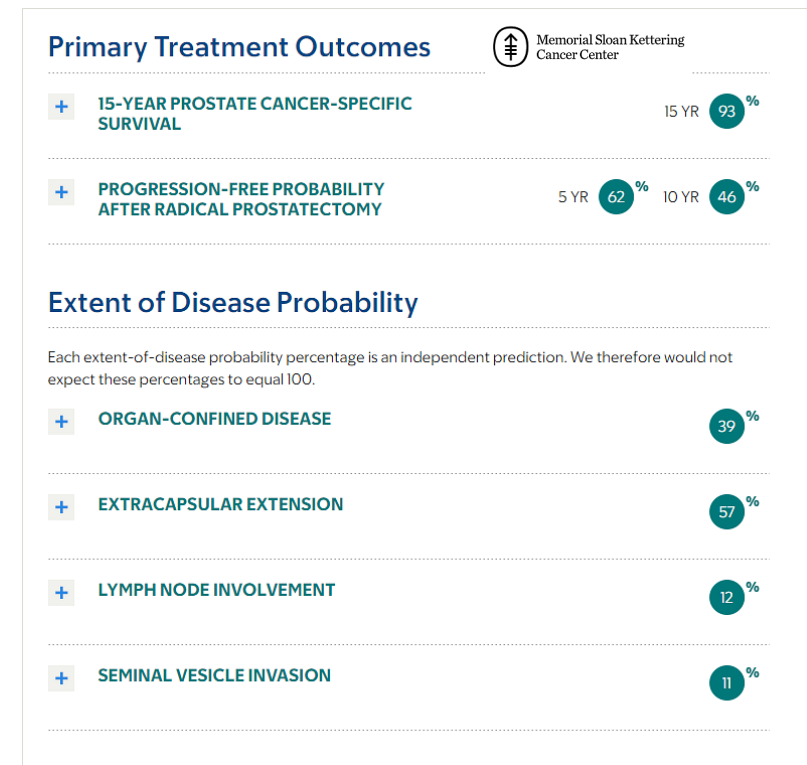 Primary Treatment Outcomes
Memorial Sloan Kettering
Cancer Center
+ 15-YEAR PROSTATE CANCER-SPECIFIC
SURVIVAL
15 YR 93 %
+ PROGRESSION-FREE PROBABILITY
AFTER RADICAL PROSTATECTOMY
5 YR 62 % 10 YR 46 %
Extent of Disease Probability
Each extent-of-disease probability percentage is an independent prediction. We therefore would not
expect these percentages to equal 100.
+ ORGAN-CONFINED DISEASE 39 %
+ EXTRACAPSULAR EXTENSION 57 %
+ LYMPH NODE INVOLVEMENT 12 %
+ SEMINAL VESICLE INVASION 11 %